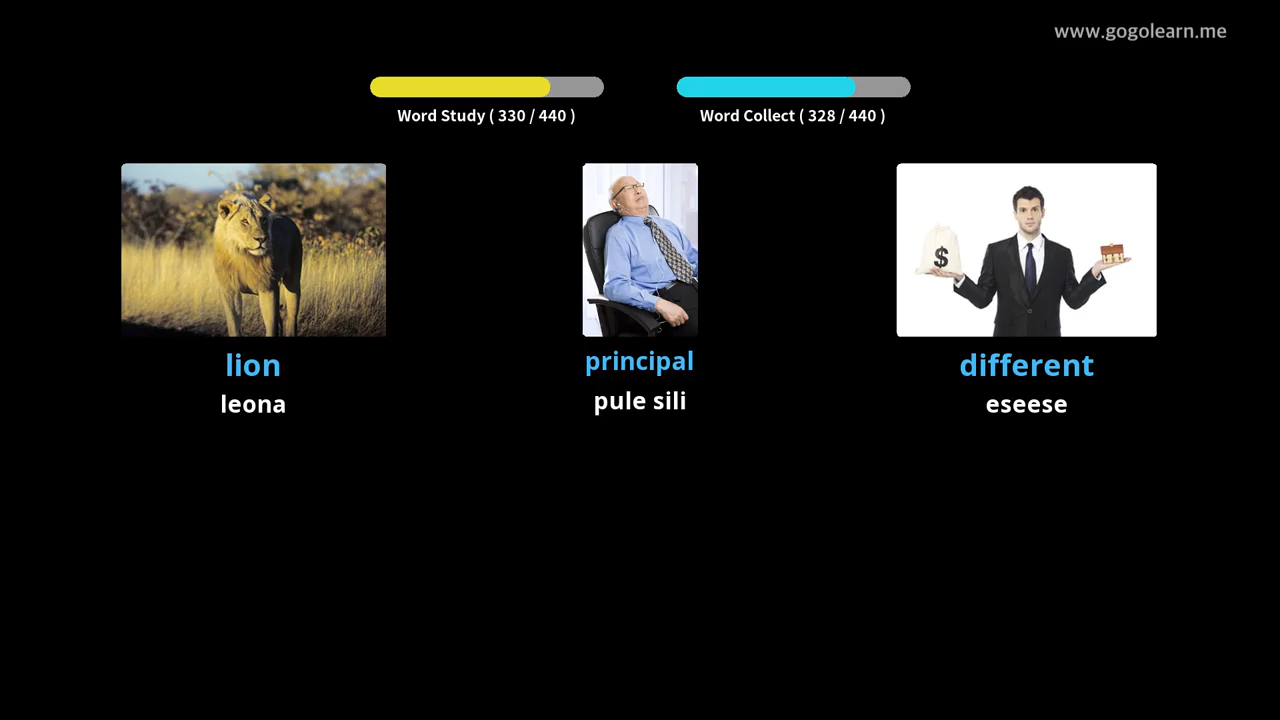 www.gogolearn.me
Word Study ( 330 / 440 )
Word Collect ( 328 / 440 )
lion
leona
principal
pule sili
$
different
eseese